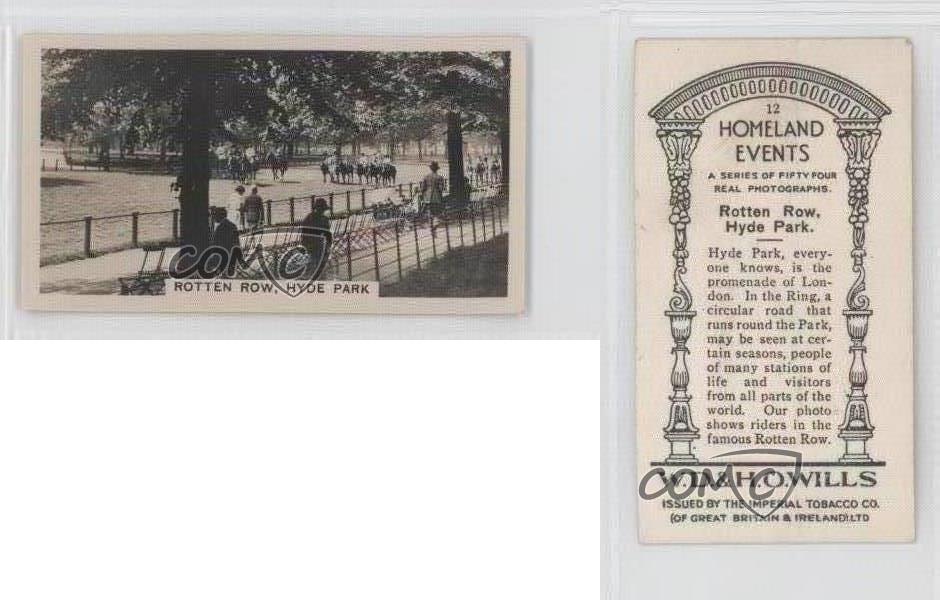 ROTTEN ROW, HYDE PARK
COMC
12
HOMELAND
EVENTS
A SERIES OF FIFTY FOUR
REAL PHOTOGRAPHS.
Rotten Row,
Hyde Park.
Hyde Park, every-
one knows, is the
promenade of Lon-
don. In the Ring, a
circular road that
runs round the Park,
may be seen at cer-
tain seasons, people
of many stations of
life and visitors
from all parts of the
world. Our photo
shows riders in the
famous Rotten Row.
W.D.& H.O.WILLS
COMC
ISSUED BY THE IMPERIAL TOBACCO CO.
(OF GREAT BRITAIN & IRELAND) LTD